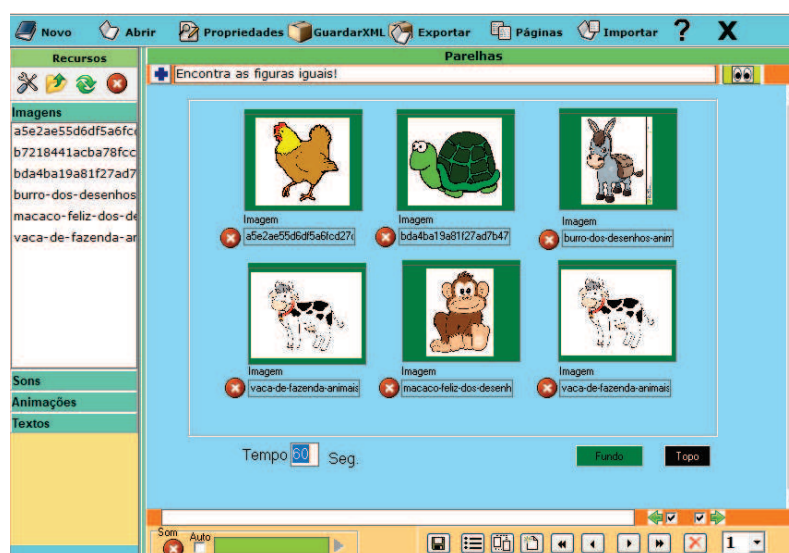 Novo Abrir Propriedades GuardarXML Exportar Páginas Importar ? X
Recursos
Parelhas
Encontra as figuras iguais!
Imagens
a5e2ae55d6df5a6fc
b7218441acba78fcc
bda4ba19a81f27ad7
burro-dos-desenhos
macaco-feliz-dos-de
vaca-de-fazenda-ar
Imagem Imagem Imagem
a5e2ae55d6df5a6fcd27 bda4ba19a81f27ad7b47 burro-dos-desenhos-anim
Imagem Imagem Imagem
vaca-de-fazenda-animais macaco-feliz-dos-desenh vaca-de-fazenda-animais
Sons
Animações
Textos
Tempo 60 Seg. Fundo Topo
Som Auto
1